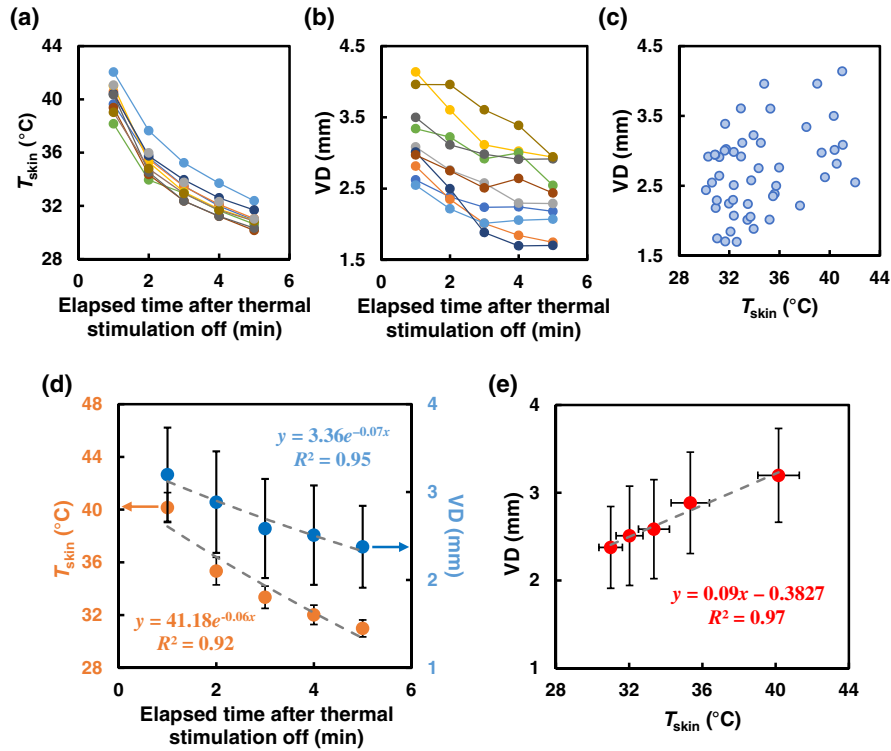 (a)
44
40
36
32
28
T_skin (°C)
0
2
4
6
Elapsed time after thermal
stimulation off (min)
(b)
4.5
3.5
2.5
1.5
VD (mm)
0
2
4
6
Elapsed time after thermal
stimulation off (min)
(c)
4.5
3.5
2.5
1.5
VD (mm)
28
32
36
40
44
T_skin (°C)
(d)
48
44
40
36
32
28
T_skin (°C)
y = 3.36e^−0.07x
R² = 0.95
y = 41.18e^−0.06x
R² = 0.92
4
3
2
1
VD (mm)
0
2
4
6
Elapsed time after thermal
stimulation off (min)
(e)
4
3
2
1
VD (mm)
y = 0.09x − 0.3827
R² = 0.97
28
32
36
40
44
T_skin (°C)